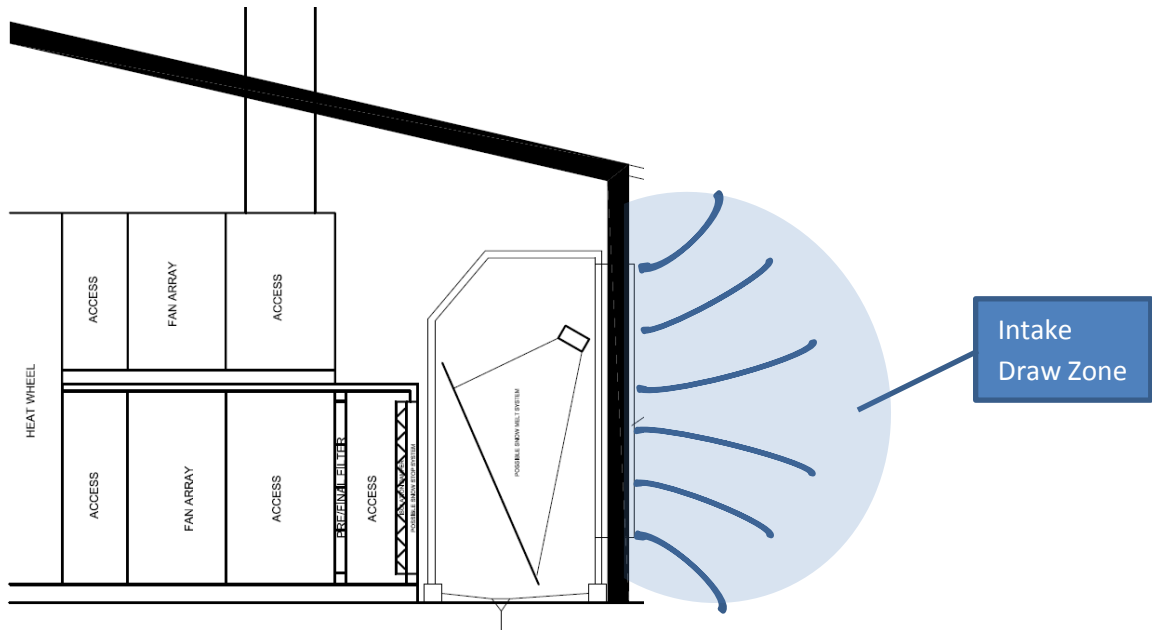 HEAT WHEEL
ACCESS
FAN ARRAY
ACCESS
ACCESS
FAN ARRAY
ACCESS
PRE/FINAL FILTER
ACCESS
POSSIBLE SNOW STOP SYSTEM
POSSIBLE SNOW MELT SYSTEM
Intake
Draw Zone